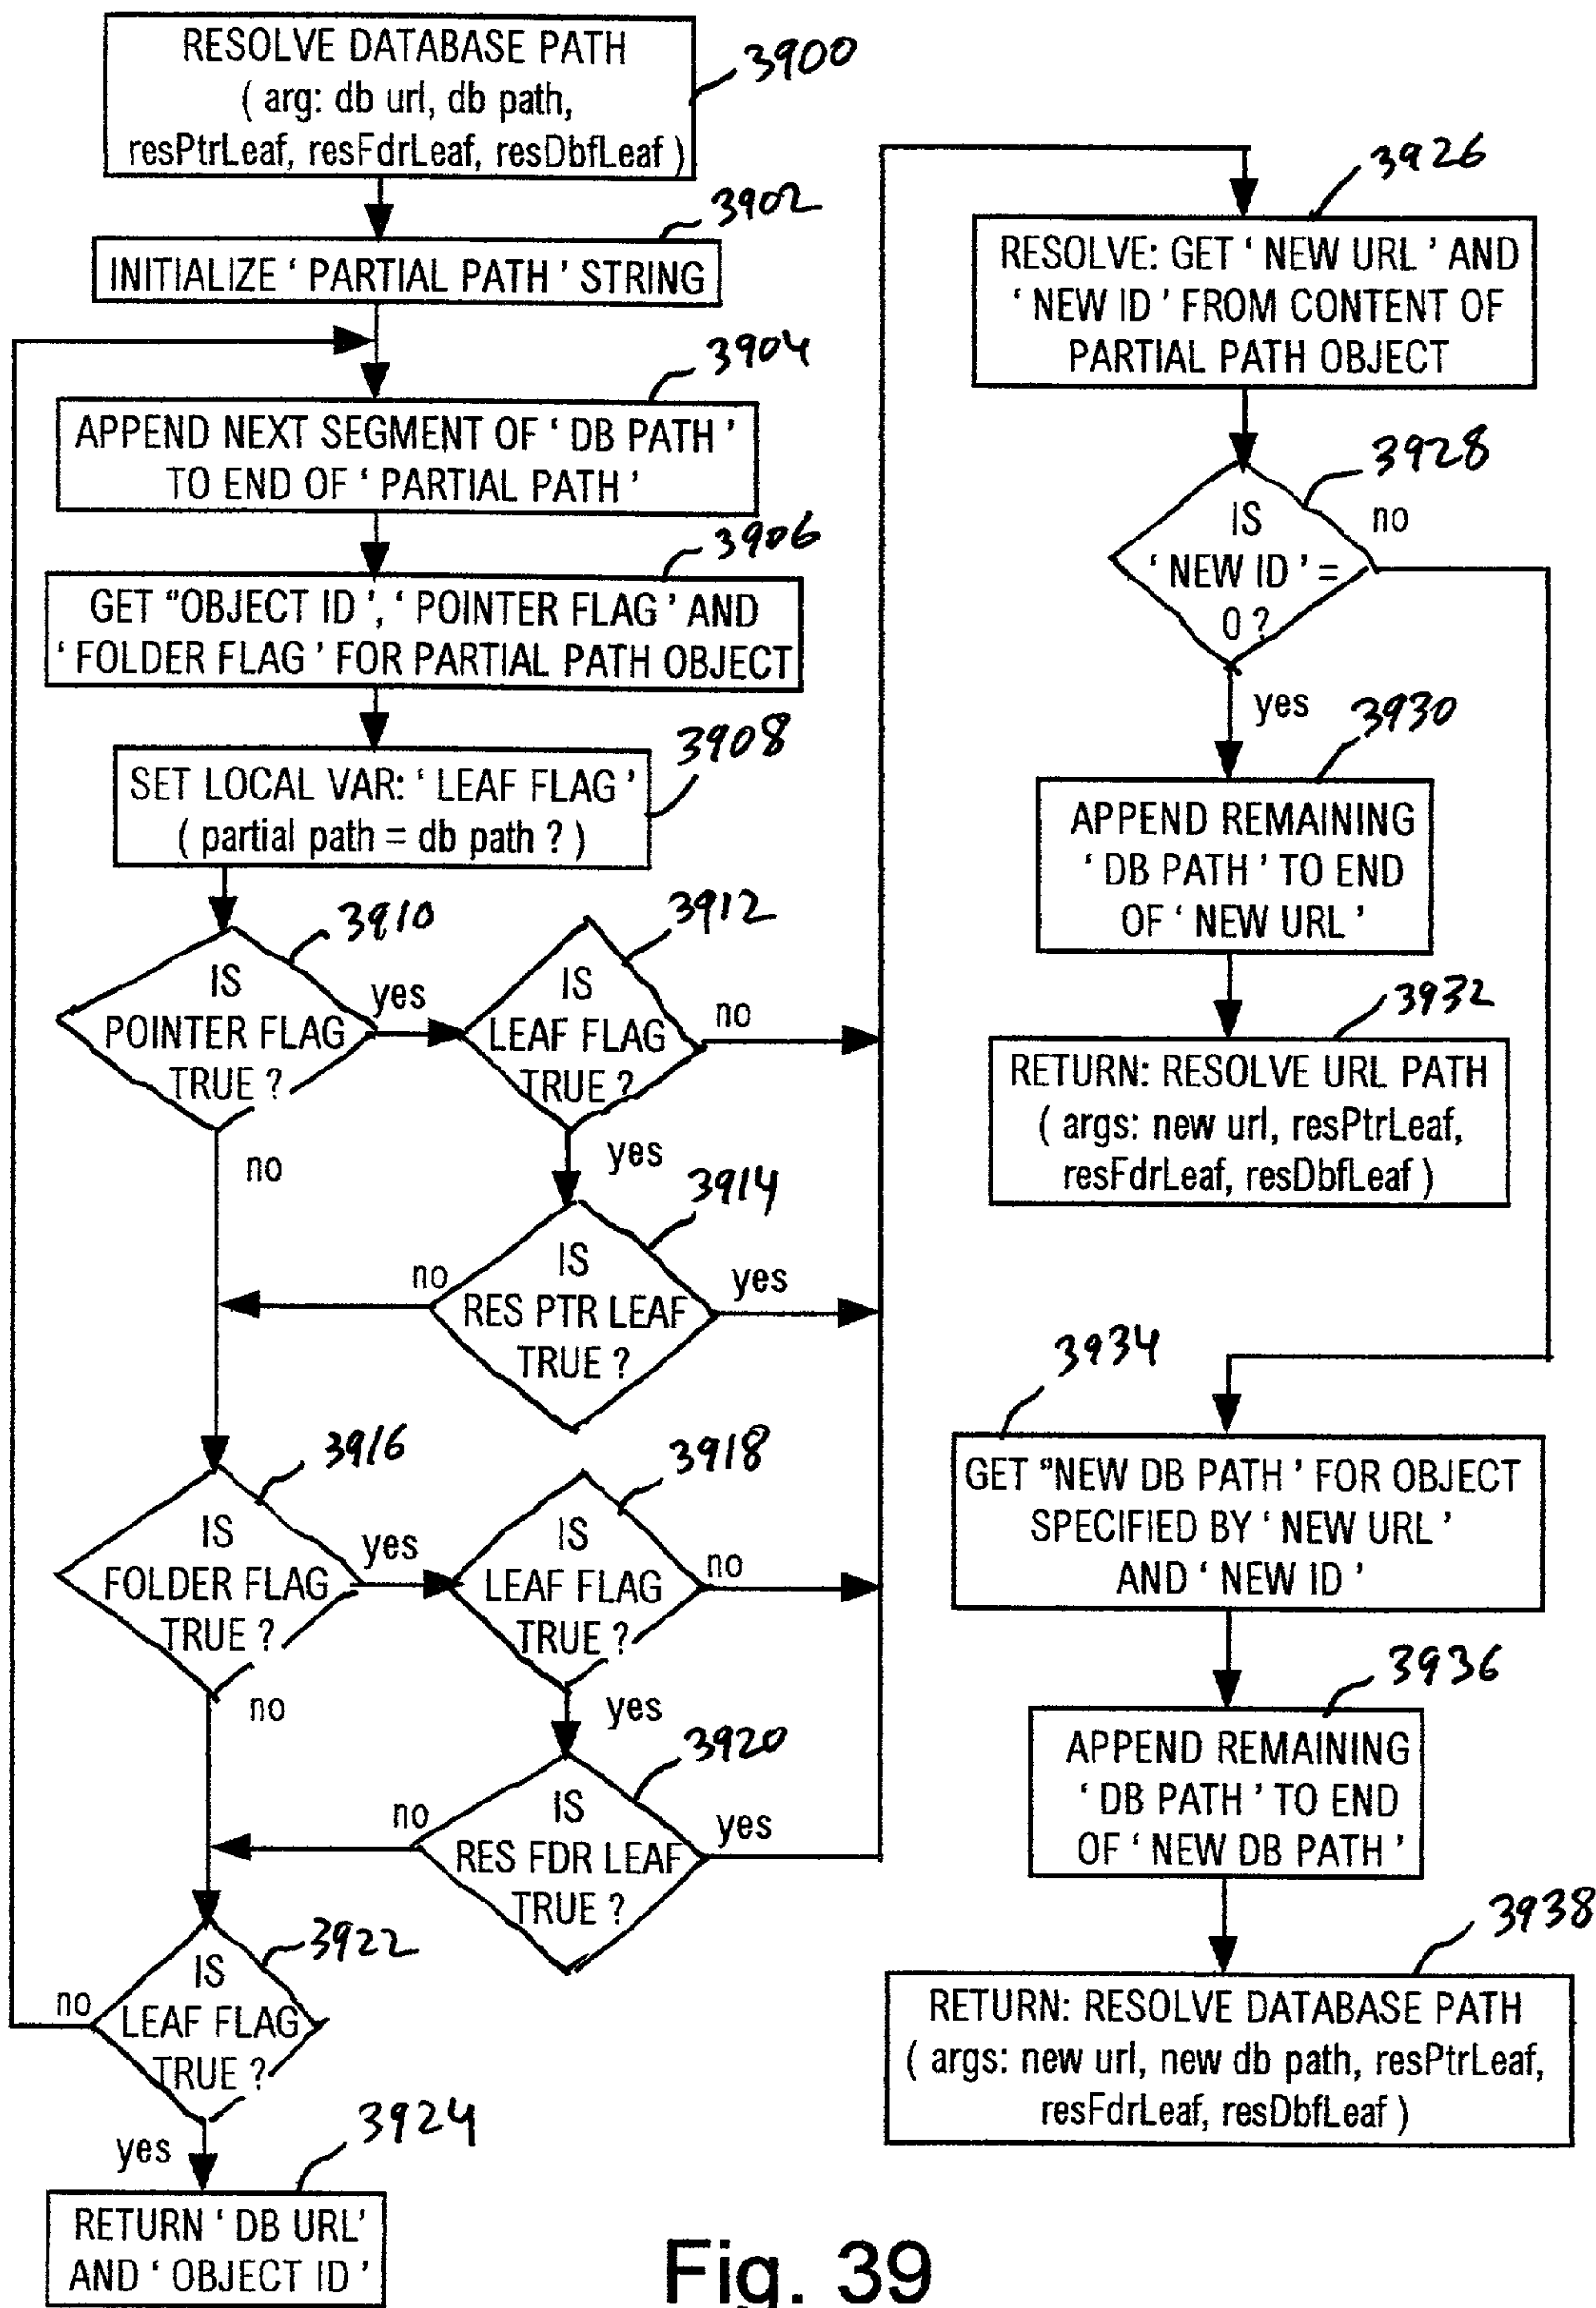 RESOLVE DATABASE PATH
( arg: db url, db path,
resPtrLeaf, resFdrLeaf, resDbfLeaf )
3900
3902
INITIALIZE ‘ PARTIAL PATH ’ STRING
3904
APPEND NEXT SEGMENT OF ‘ DB PATH ’
TO END OF ‘ PARTIAL PATH ’
3906
GET "OBJECT ID ’, ‘ POINTER FLAG ’ AND
‘ FOLDER FLAG ’ FOR PARTIAL PATH OBJECT
3908
SET LOCAL VAR: ‘ LEAF FLAG ’
( partial path = db path ? )
3910
IS
POINTER FLAG
TRUE ?
yes
no
3912
IS
LEAF FLAG
TRUE ?
no
yes
3914
IS
RES PTR LEAF
TRUE ?
no
yes
3916
IS
FOLDER FLAG
TRUE ?
yes
no
3918
IS
LEAF FLAG
TRUE ?
no
yes
3920
IS
RES FDR LEAF
TRUE ?
no
yes
3922
IS
LEAF FLAG
TRUE ?
no
yes
3924
RETURN ‘ DB URL’
AND ‘ OBJECT ID ’
3926
RESOLVE: GET ‘ NEW URL ’ AND
‘ NEW ID ’ FROM CONTENT OF
PARTIAL PATH OBJECT
3928
IS
‘ NEW ID ’ =
0 ?
no
yes
3930
APPEND REMAINING
‘ DB PATH ’ TO END
OF ‘ NEW URL ’
3932
RETURN: RESOLVE URL PATH
( args: new url, resPtrLeaf,
resFdrLeaf, resDbfLeaf )
3934
GET "NEW DB PATH ’ FOR OBJECT
SPECIFIED BY ‘ NEW URL ’
AND ‘ NEW ID ’
3936
APPEND REMAINING
‘ DB PATH ’ TO END
OF ‘ NEW DB PATH ’
3938
RETURN: RESOLVE DATABASE PATH
( args: new url, new db path, resPtrLeaf,
resFdrLeaf, resDbfLeaf )
Fig. 39